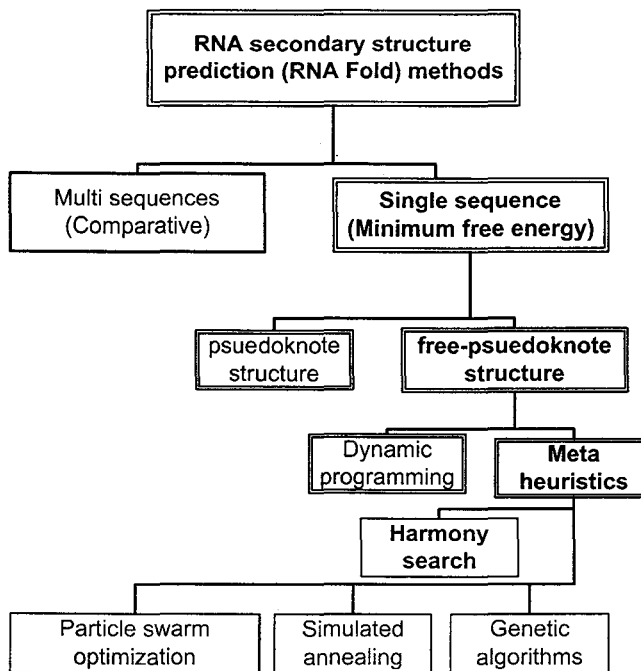 RNA secondary structure
prediction (RNA Fold) methods
Multi sequences
(Comparative)
Single sequence
(Minimum free energy)
psuedoknote
structure
free-psuedoknote
structure
Dynamic
programming
Meta
heuristics
Harmony
search
Particle swarm
optimization
Simulated
annealing
Genetic
algorithms